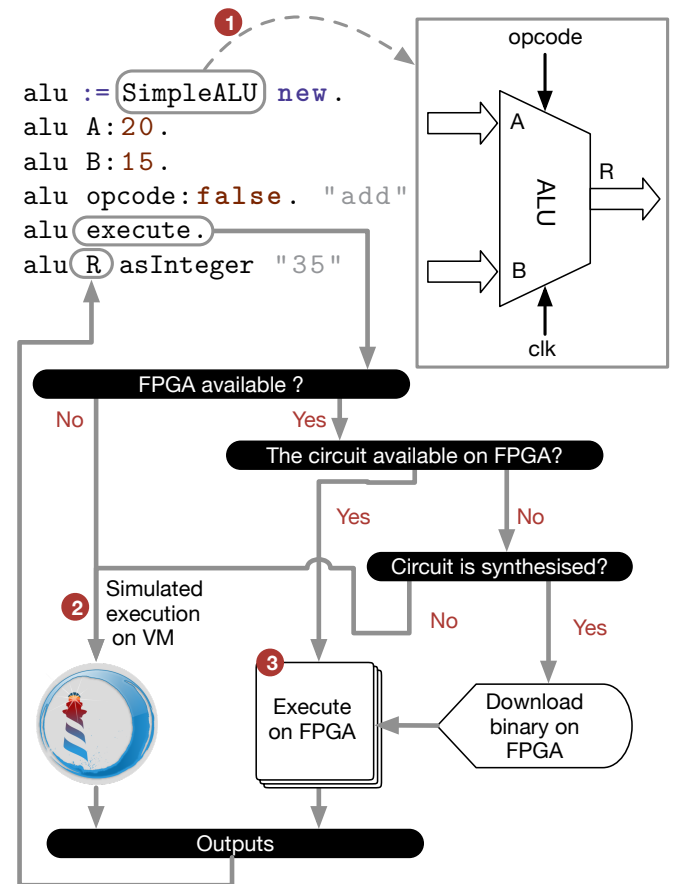 1
alu := SimpleALU new.
alu A:20.
alu B:15.
alu opcode:false. "add"
alu execute.
alu R asInteger "35"
opcode
A
R
ALU
B
clk
FPGA available ?
No
Yes
The circuit available on FPGA?
Yes
No
Circuit is synthesised?
No
Yes
2
Simulated
execution
on VM
3
Execute
on FPGA
Download
binary on
FPGA
Outputs